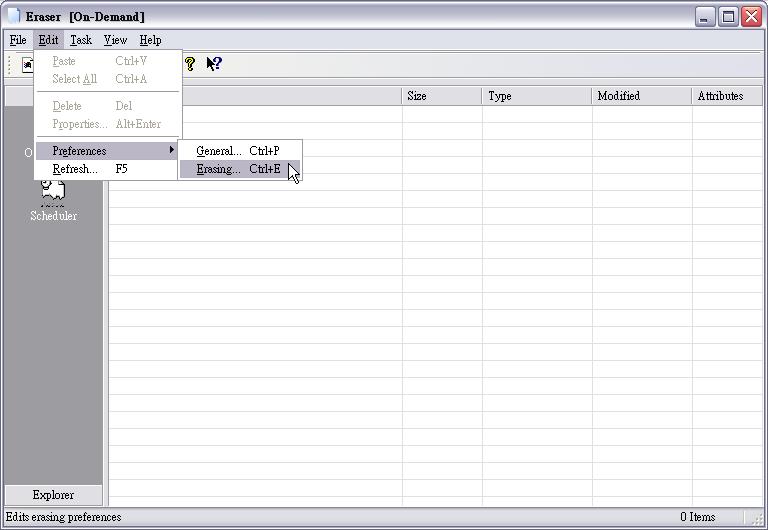 Eraser [On-Demand]
File Edit Task View Help
Paste Ctrl+V
Select All Ctrl+A
Delete Del
Properties... Alt+Enter
Preferences
Refresh... F5
General... Ctrl+P
Erasing... Ctrl+E
Size Type Modified Attributes
O
Scheduler
Explorer
Edits erasing preferences 0 Items